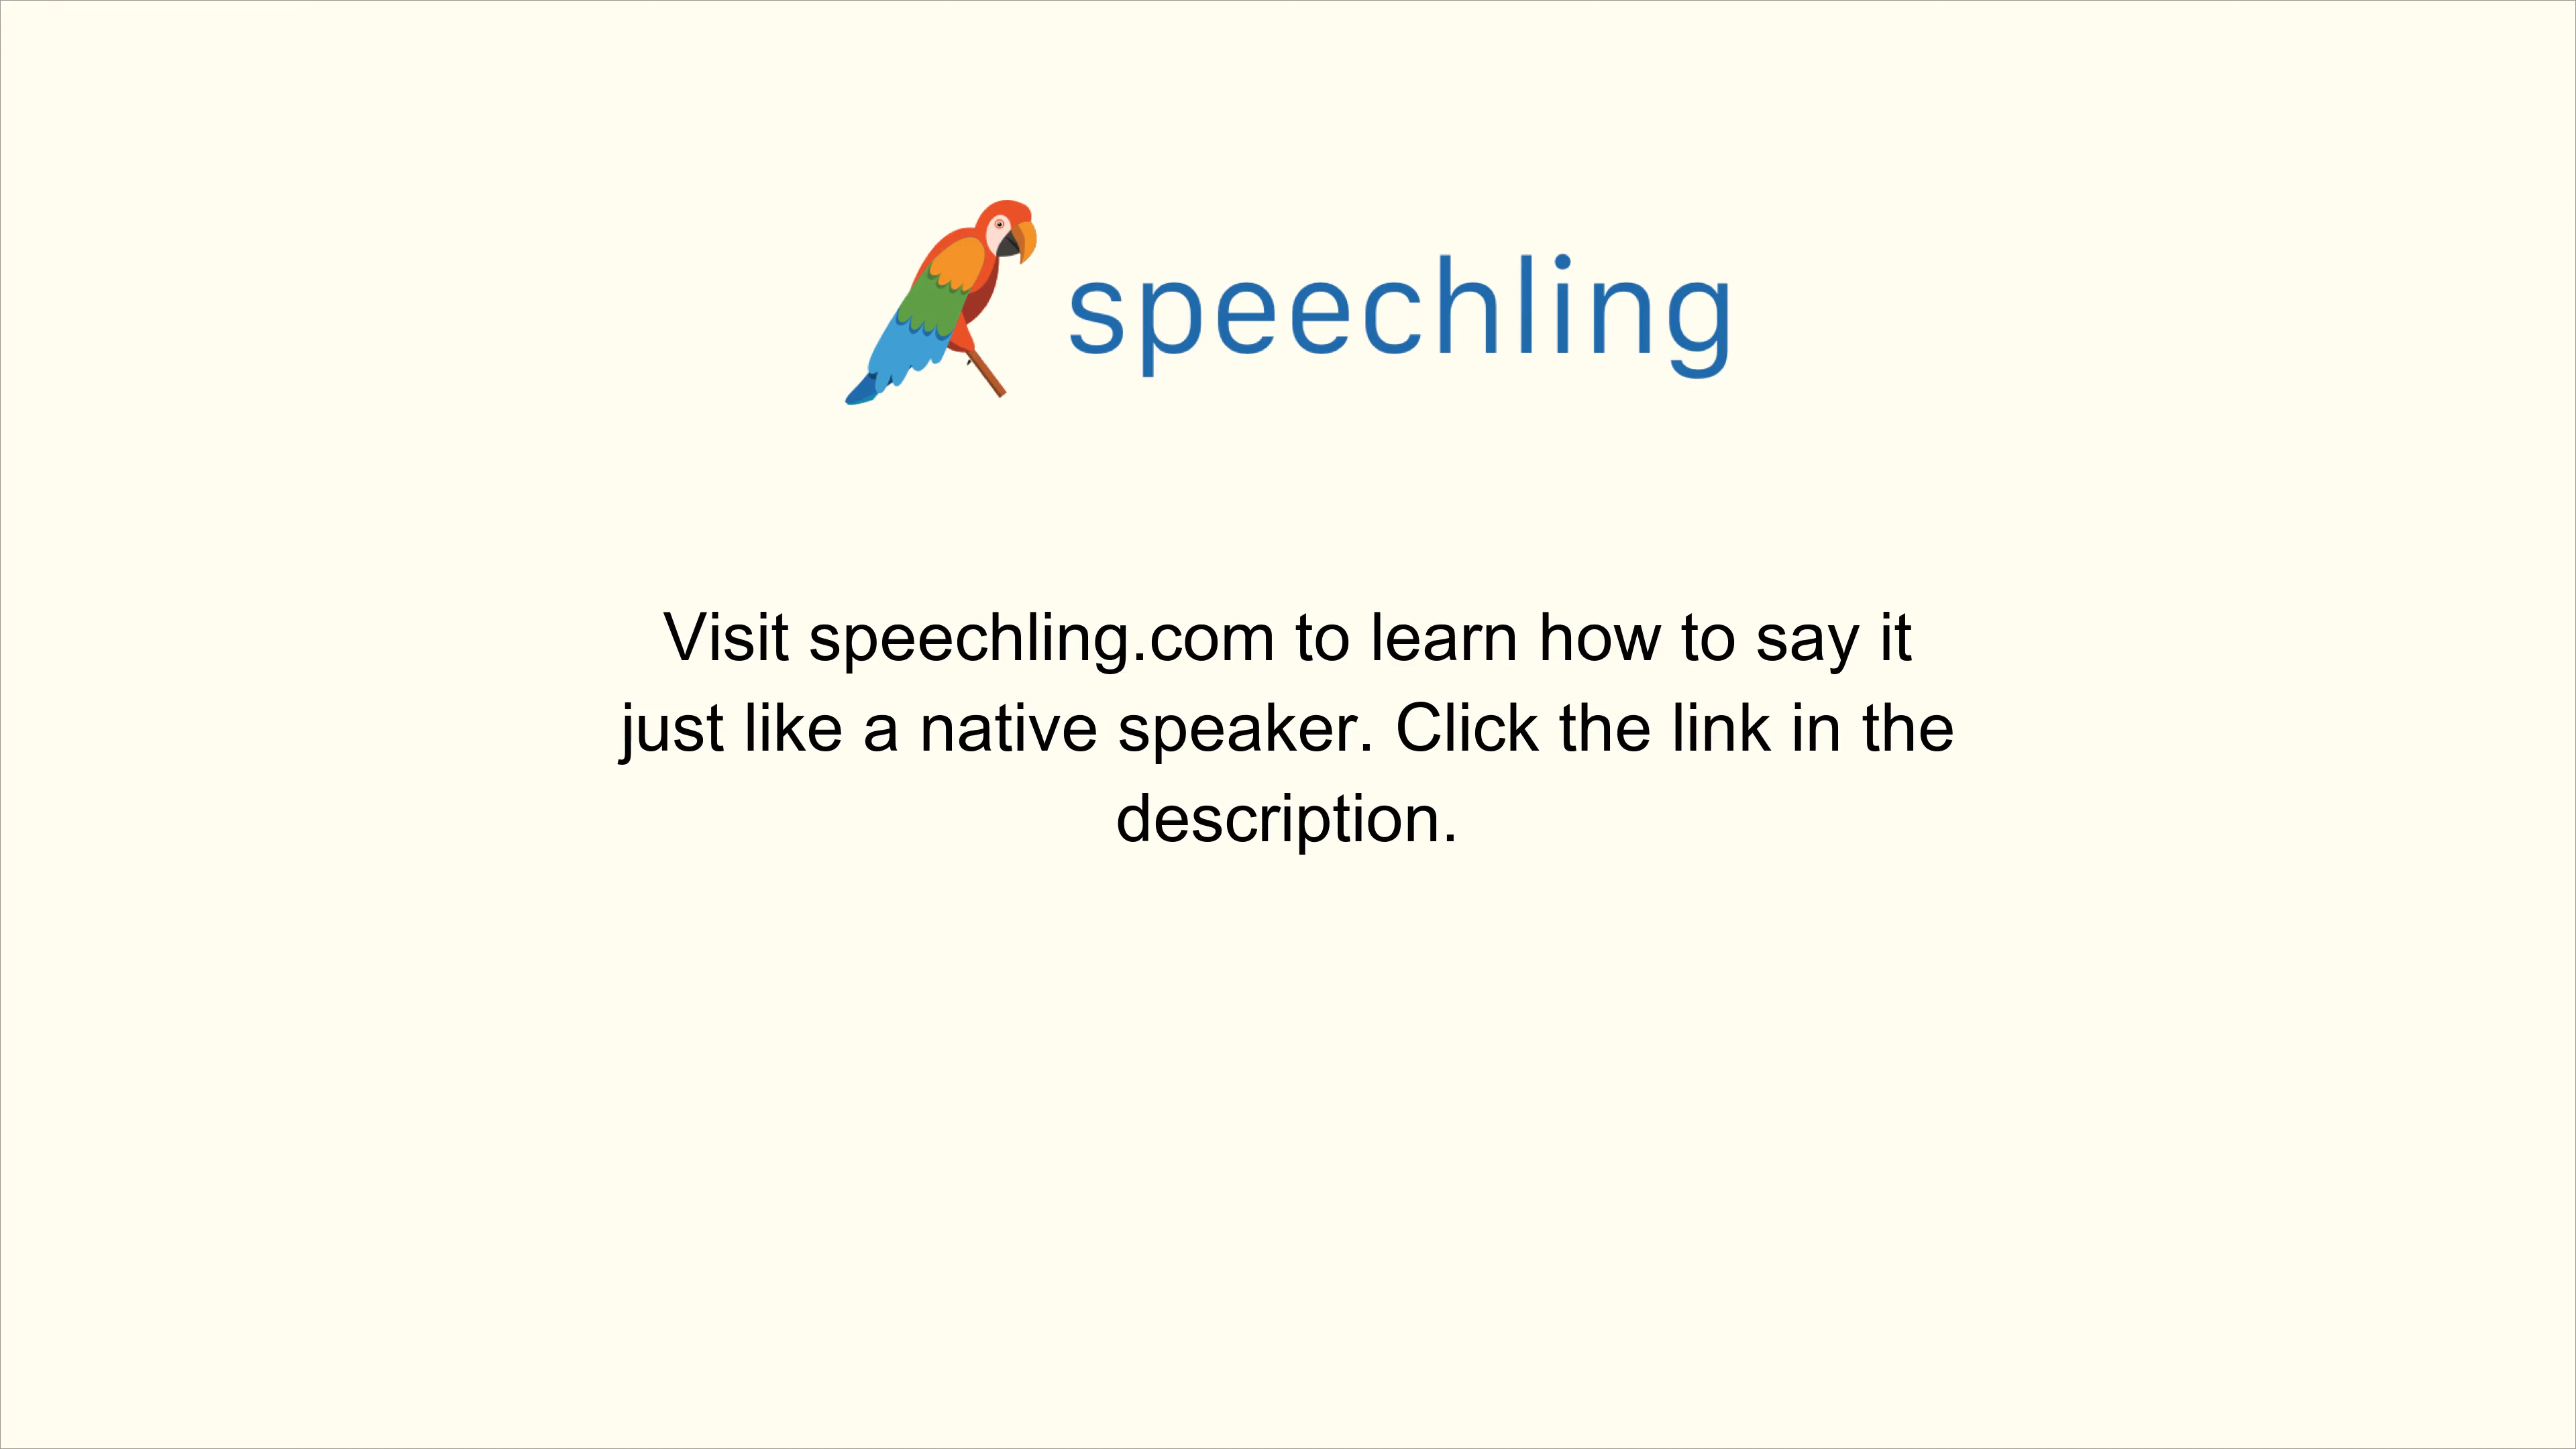 speechling
Visit speechling.com to learn how to say it
just like a native speaker. Click the link in the
description.